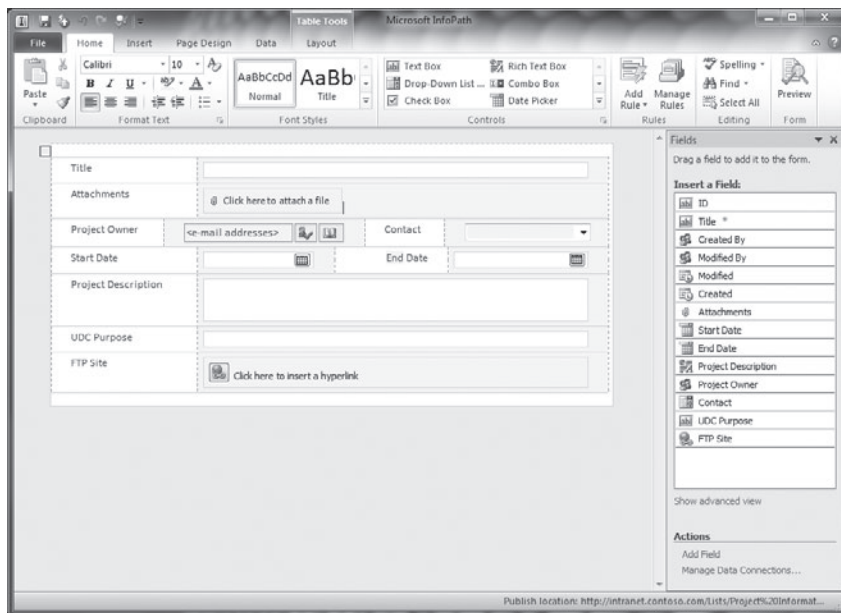 Table Tools
Microsoft InfoPath
File
Home
Insert
Page Design
Data
Layout
Paste
Clipboard
Calibri
10
B I U
Format Text
AaBbCcDd
Normal
AaBb
Title
Font Styles
Text Box
Rich Text Box
Drop-Down List ...
Combo Box
Check Box
Date Picker
Controls
Add Rule
Manage Rules
Rules
Spelling
Find
Select All
Editing
Preview
Form
Title
Attachments
Click here to attach a file
Project Owner
<e-mail addresses>
Contact
Start Date
End Date
Project Description
UDC Purpose
FTP Site
Click here to insert a hyperlink
Fields
Drag a field to add it to the form.
Insert a Field:
ID
Title *
Created By
Modified By
Modified
Created
Attachments
Start Date
End Date
Project Description
Project Owner
Contact
UDC Purpose
FTP Site
Show advanced view
Actions
Add Field
Manage Data Connections...
Publish location: http://intranet.contoso.com/Lists/Project%20Informat...